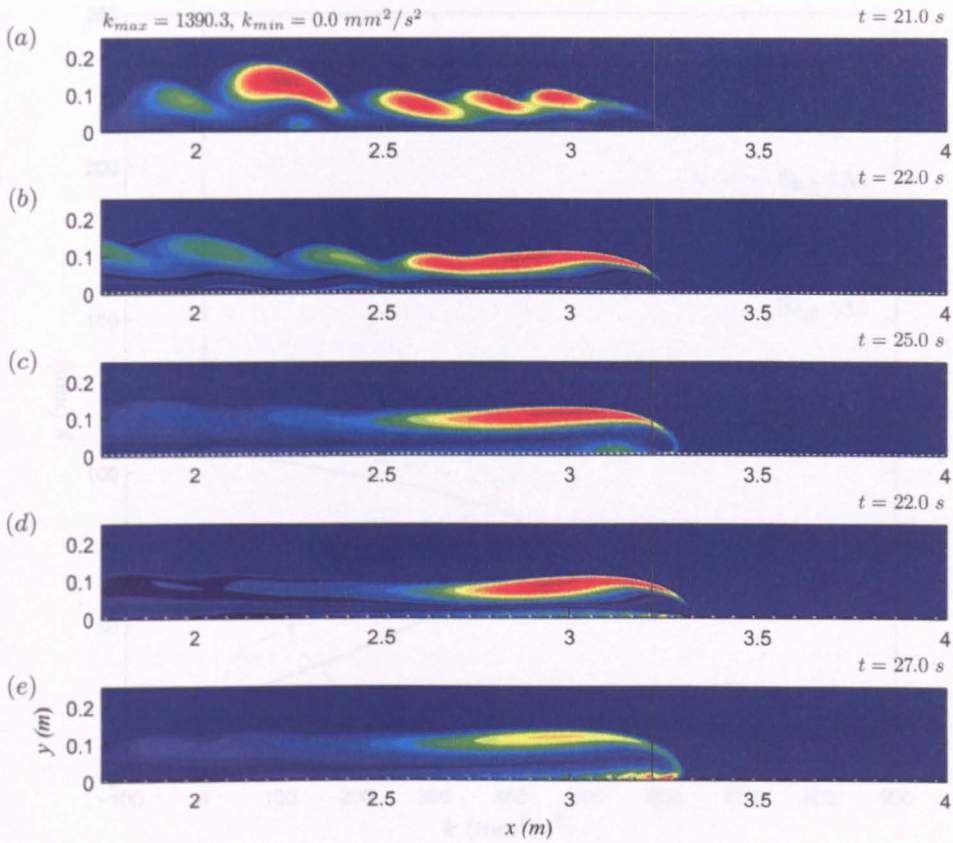 k_max = 1390.3, k_min = 0.0 mm²/s²
t = 21.0 s
(a)
0.2
0.1
0
2 2.5 3 3.5 4
t = 22.0 s
(b)
0.2
0.1
0
2 2.5 3 3.5 4
t = 25.0 s
(c)
0.2
0.1
0
2 2.5 3 3.5 4
t = 22.0 s
(d)
0.2
0.1
0
2 2.5 3 3.5 4
t = 27.0 s
(e)
y (m)
0.2
0.1
0
2 2.5 3 3.5 4
x (m)